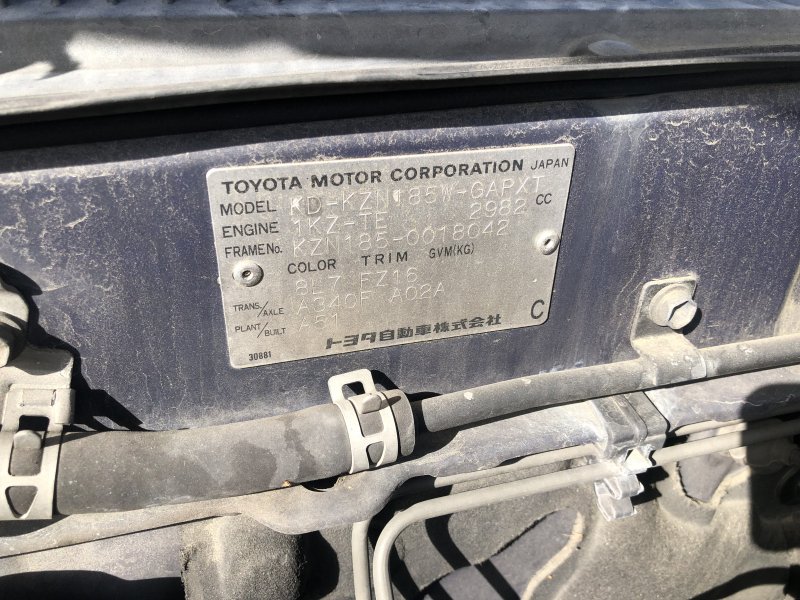 TOYOTA MOTOR CORPORATION JAPAN
MODEL KD-KZN185W-GAPXT
ENGINE 1KZ-TE 2982 CC
FRAME No. KZN185-0018042
COLOR TRIM GVM(KG)
8L7 FZ16
TRANS./AXLE A340F A02A
PLANT/BUILT A61
30881
トヨタ自動車株式会社
C